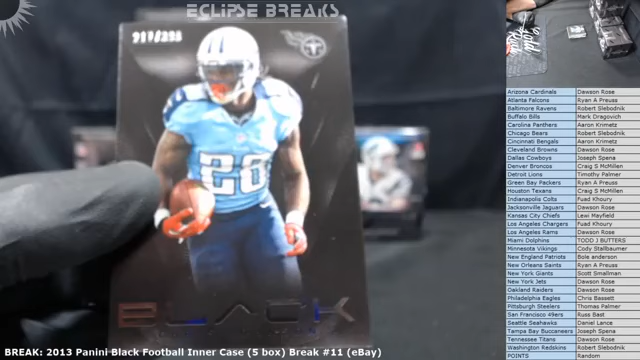 ECLIPSE BREAKS
28
BLACK
Arizona Cardinals Dawson Rose
Atlanta Falcons Ryan A Preuss
Baltimore Ravens Robert Slebodnik
Buffalo Bills Mark Dragovich
Carolina Panthers Aaron Krimetz
Chicago Bears Robert Slebodnik
Cincinnati Bengals Aaron Krimetz
Cleveland Browns Dawson Rose
Dallas Cowboys Joseph Spena
Denver Broncos Craig S McMillen
Detroit Lions Timothy Palmer
Green Bay Packers Ryan A Preuss
Houston Texans Craig S McMillen
Indianapolis Colts Fuad Khoury
Jacksonville Jaguars Dawson Rose
Kansas City Chiefs Lewi Mayfield
Los Angeles Chargers Fuad Khoury
Los Angeles Rams Dawson Rose
Miami Dolphins TODD J BUTTERS
Minnesota Vikings Cody Stallbaumer
New England Patriots Bole anderson
New Orleans Saints Ryan A Preuss
New York Giants Scott Smallman
New York Jets Dawson Rose
Oakland Raiders Dawson Rose
Philadelphia Eagles Chris Bassett
Pittsburgh Steelers Thomas Palmer
San Francisco 49ers Russ Bast
Seattle Seahawks Daniel Lance
Tampa Bay Buccaneers Joseph Spena
Tennessee Titans Dawson Rose
Washington Redskins Robert Slebodnik
POINTS Random
BREAK: 2013 Panini Black Football Inner Case (5 box) Break #11 (eBay)